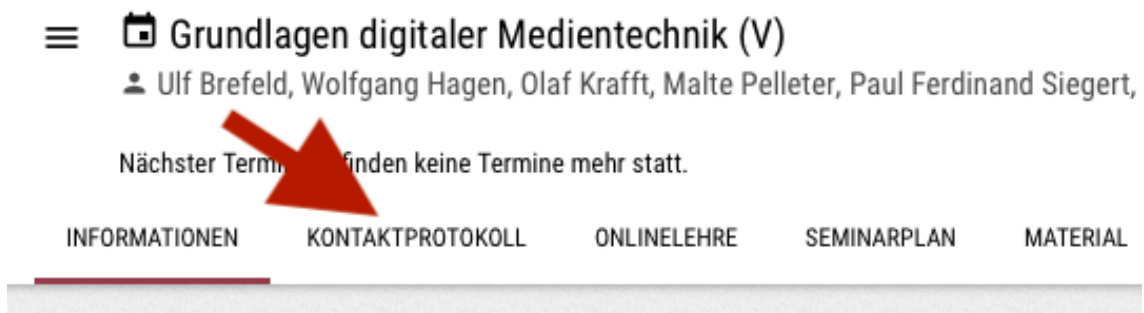 Grundlagen digitaler Medientechnik (V)
Ulf Brefeld, Wolfgang Hagen, Olaf Krafft, Malte Pelleter, Paul Ferdinand Siegert,
Nächster finden keine Termine mehr statt.
INFORMATIONEN KONTAKTPROTOKOLL ONLINELEHRE SEMINARPLAN MATERIAL